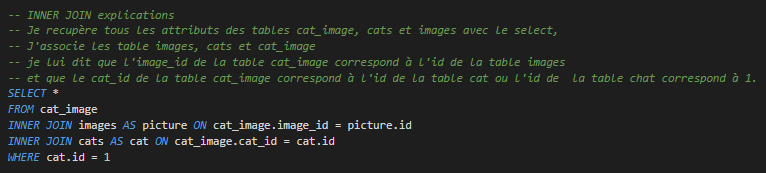 -- INNER JOIN explications
-- Je recupère tous les attributs des tables cat_image, cats et images avec le select,
-- J'associe les table images, cats et cat_image
-- je lui dit que l'image_id de la table cat_image correspond à l'id de la table images
-- et que le cat_id de la table cat_image correspond à l'id de la table cat ou l'id de  la table chat correspond à 1.
SELECT *
FROM cat_image
INNER JOIN images AS picture ON cat_image.image_id = picture.id
INNER JOIN cats AS cat ON cat_image.cat_id = cat.id
WHERE cat.id = 1